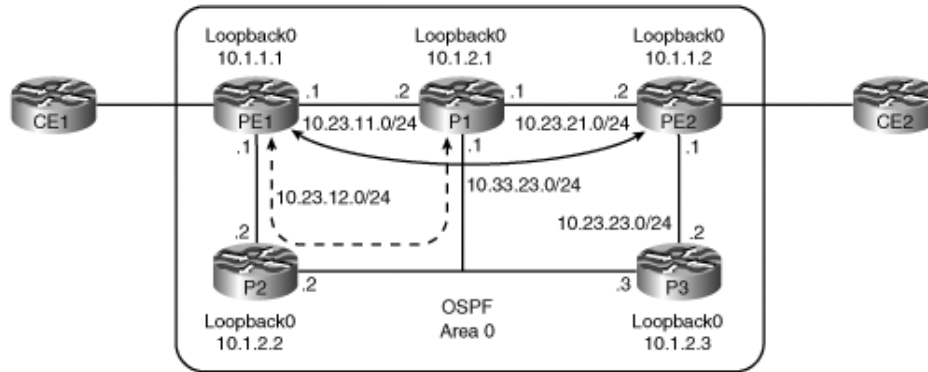 Loopback0
10.1.1.1
Loopback0
10.1.2.1
Loopback0
10.1.1.2
CE1
PE1
.1
.2
P1
.1
.2
PE2
CE2
10.23.11.0/24
10.23.21.0/24
.1
.1
.1
10.33.23.0/24
10.23.12.0/24
10.23.23.0/24
.2
.2
P2
.2
.3
P3
OSPF
Area 0
Loopback0
10.1.2.2
Loopback0
10.1.2.3